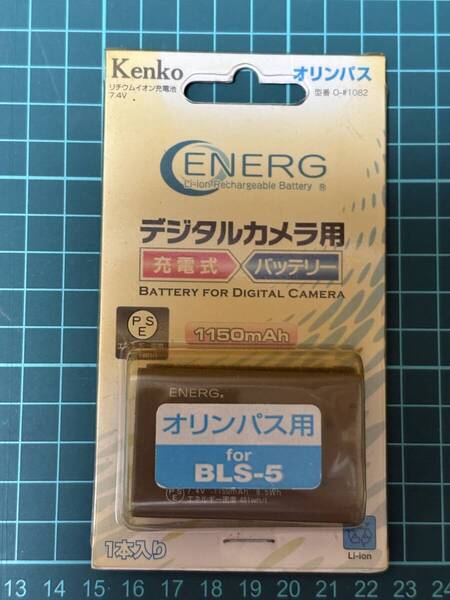 Kenko
リチウムイオン充電池
7.4V
オリンパス
型番 O-#1082
ENERG
Li-ion Rechargeable Battery ®
デジタルカメラ用
充電式 バッテリー
BATTERY FOR DIGITAL CAMERA
PSE
1150mAh
ENERG®
オリンパス用
for
BLS-5
7.4V 1150mAh 8.5Wh
PSE
1本入り
Li-ion
13 14 15 16 17 18 19 20 21 22 23 24